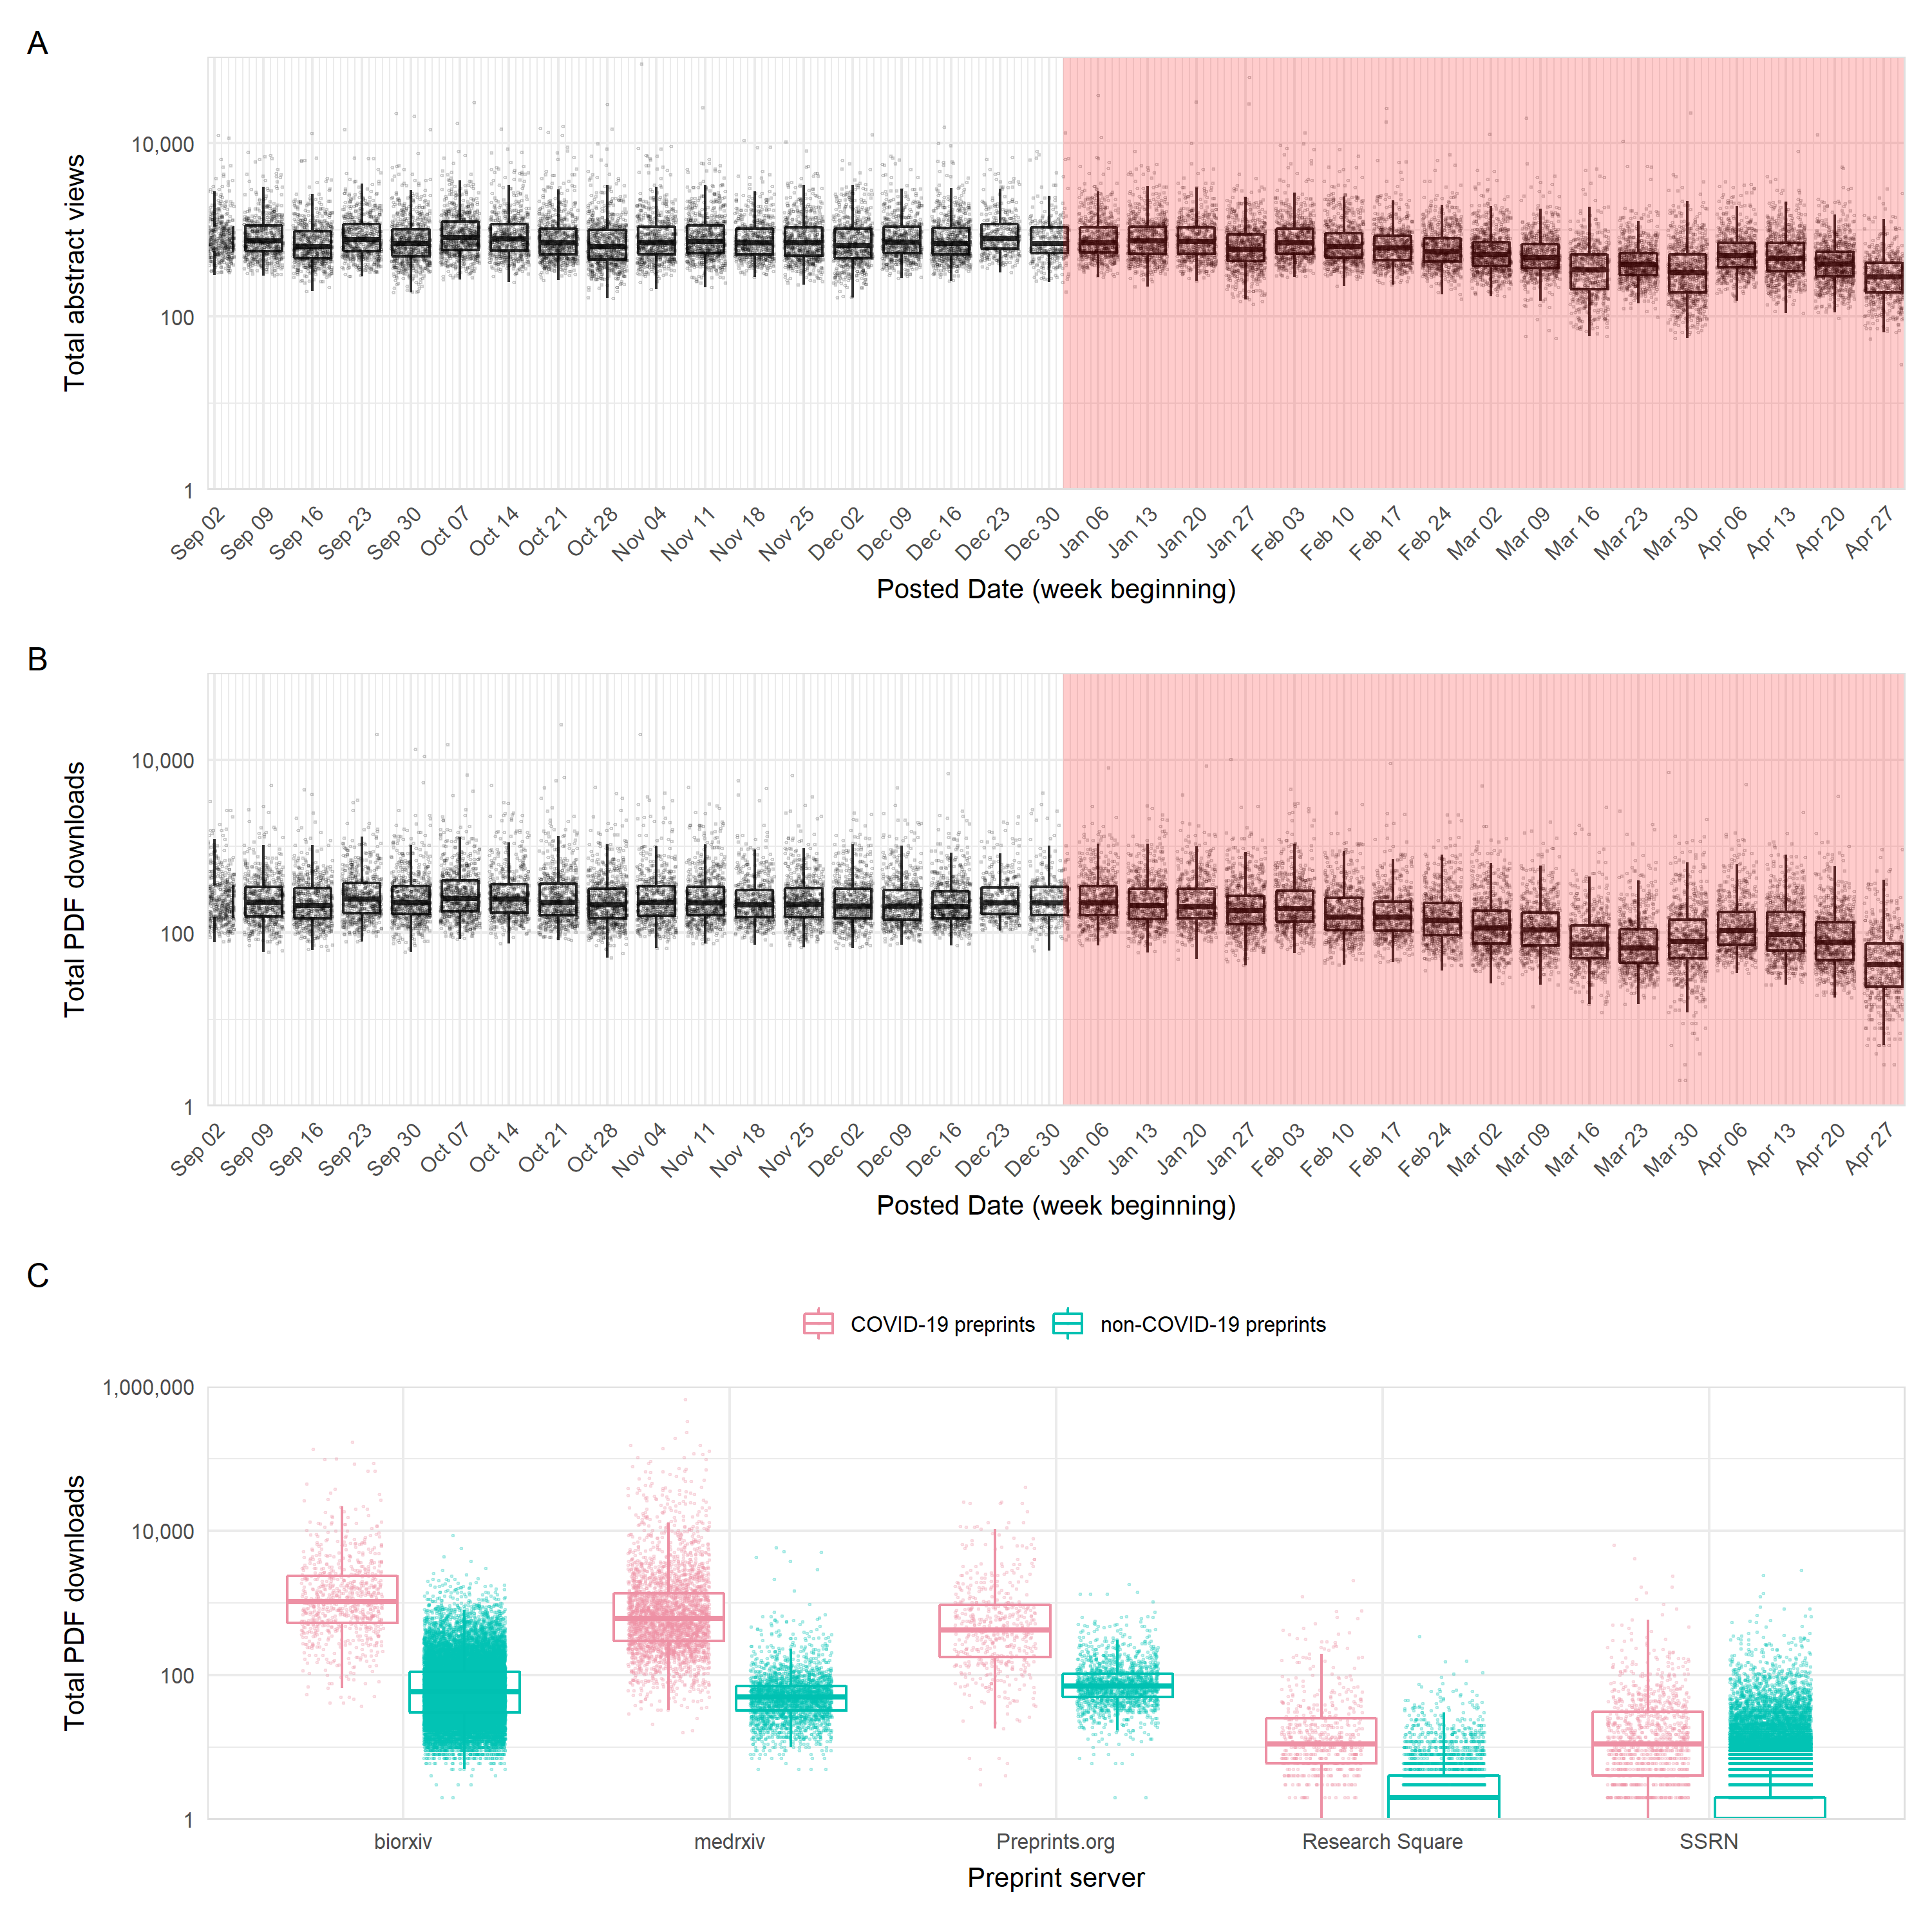 A
Total abstract views
10,000
100
1
Sep 02 Sep 09 Sep 16 Sep 23 Sep 30 Oct 07 Oct 14 Oct 21 Oct 28 Nov 04 Nov 11 Nov 18 Nov 25 Dec 02 Dec 09 Dec 16 Dec 23 Dec 30 Jan 06 Jan 13 Jan 20 Jan 27 Feb 03 Feb 10 Feb 17 Feb 24 Mar 02 Mar 09 Mar 16 Mar 23 Mar 30 Apr 06 Apr 13 Apr 20 Apr 27
Posted Date (week beginning)
B
Total PDF downloads
10,000
100
1
Sep 02 Sep 09 Sep 16 Sep 23 Sep 30 Oct 07 Oct 14 Oct 21 Oct 28 Nov 04 Nov 11 Nov 18 Nov 25 Dec 02 Dec 09 Dec 16 Dec 23 Dec 30 Jan 06 Jan 13 Jan 20 Jan 27 Feb 03 Feb 10 Feb 17 Feb 24 Mar 02 Mar 09 Mar 16 Mar 23 Mar 30 Apr 06 Apr 13 Apr 20 Apr 27
Posted Date (week beginning)
C
COVID-19 preprints non-COVID-19 preprints
Total PDF downloads
1,000,000
10,000
100
1
biorxiv medrxiv Preprints.org Research Square SSRN
Preprint server